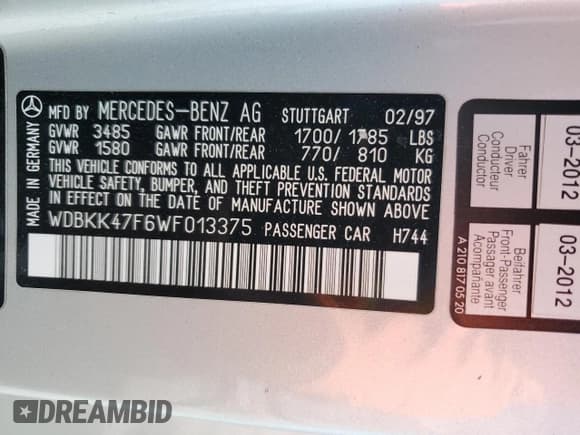 MADE IN GERMANY
MFD BY MERCEDES-BENZ AG STUTTGART 02/97
GVWR 3485 GAWR FRONT/REAR 1700/ 1785 LBS
GVWR 1580 GAWR FRONT/REAR 770/ 810 KG
THIS VEHICLE CONFORMS TO ALL APPLICABLE U.S. FEDERAL MOTOR
VEHICLE SAFETY, BUMPER, AND THEFT PREVENTION STANDARDS
IN EFFECT ON THE DATE OF MANUFACTURE SHOWN ABOVE.
WDBKK47F6WF013375 PASSENGER CAR H744
Fahrer
Driver
Conducteur
Conductor
03-2012
Beifahrer
Front-Passenger
Passager avant
Acompañante
03-2012
A 210 817 05 20
DREAMBID